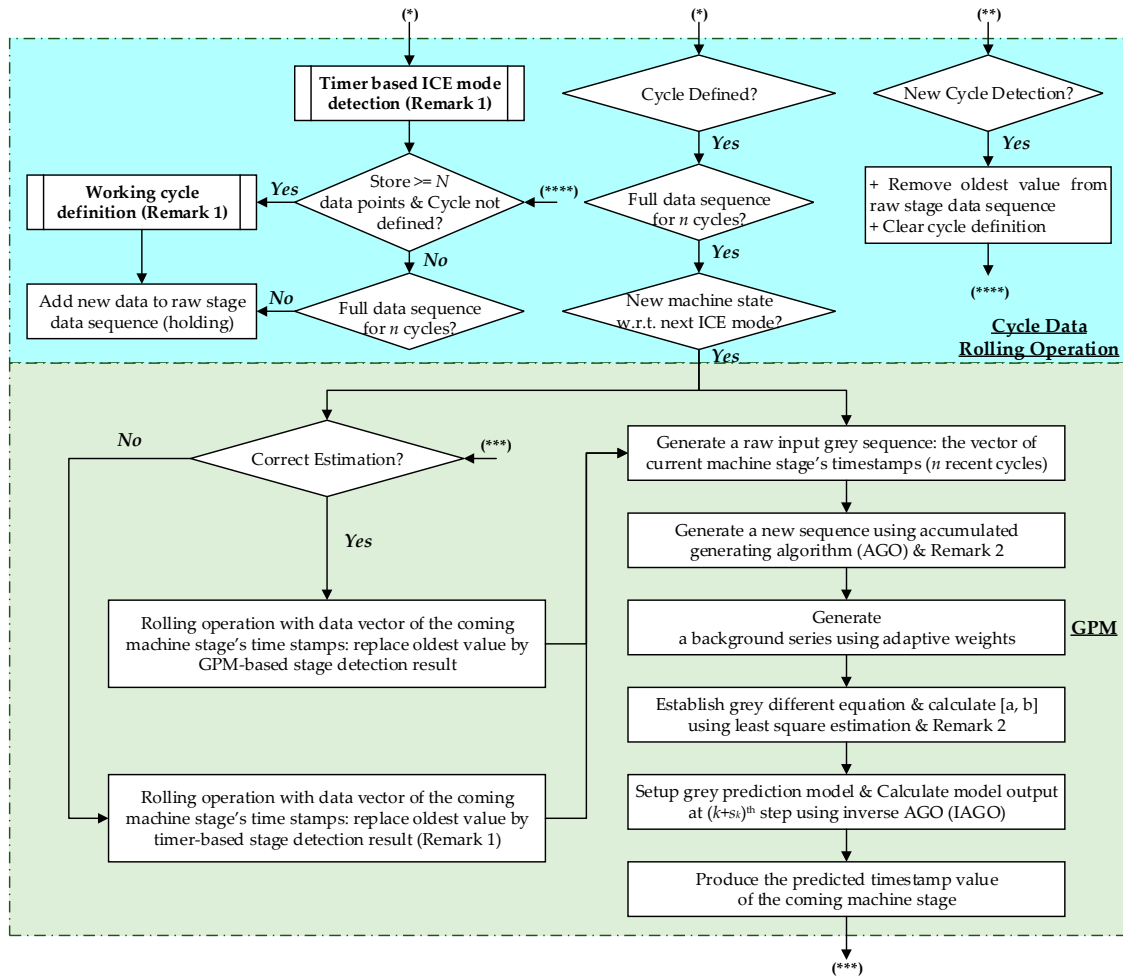 (*)
(*)
(**)
Timer based ICE mode
detection (Remark 1)
Cycle Defined?
New Cycle Detection?
Yes
Yes
Working cycle
definition (Remark 1)
Yes
Store >= N
data points & Cycle not
defined?
(****)
Full data sequence
for n cycles?
+ Remove oldest value from
raw stage data sequence
+ Clear cycle definition
No
Yes
(****)
Add new data to raw stage
data sequence (holding)
No
Full data sequence
for n cycles?
New machine state
w.r.t. next ICE mode?
Cycle Data
Rolling Operation
Yes
No
Correct Estimation?
(***)
Generate a raw input grey sequence: the vector of
current machine stage's timestamps (n recent cycles)
Yes
Generate a new sequence using accumulated
generating algorithm (AGO) & Remark 2
Rolling operation with data vector of the coming
machine stage's time stamps: replace oldest value by
GPM-based stage detection result
Generate
a background series using adaptive weights
GPM
Establish grey different equation & calculate [a, b]
using least square estimation & Remark 2
Rolling operation with data vector of the coming
machine stage's time stamps: replace oldest value by
timer-based stage detection result (Remark 1)
Setup grey prediction model & Calculate model output
at (k+sk)th step using inverse AGO (IAGO)
Produce the predicted timestamp value
of the coming machine stage
(***)